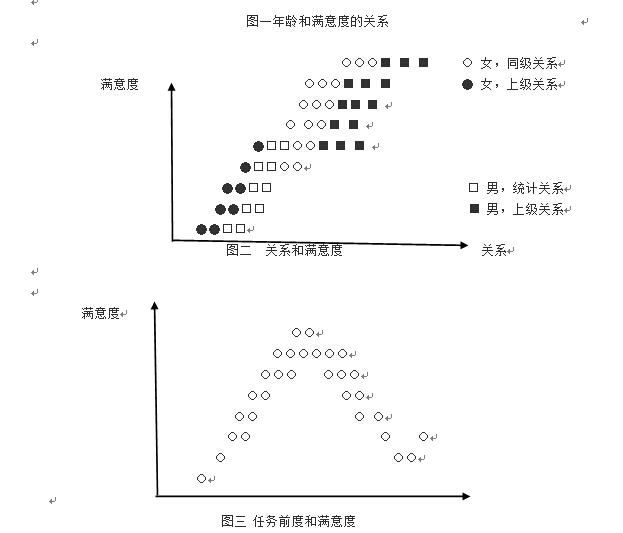 图一年龄和满意度的关系
满意度
女，同级关系
女，上级关系
男，统计关系
男，上级关系
图二 关系和满意度
关系
满意度
图三 任务前度和满意度